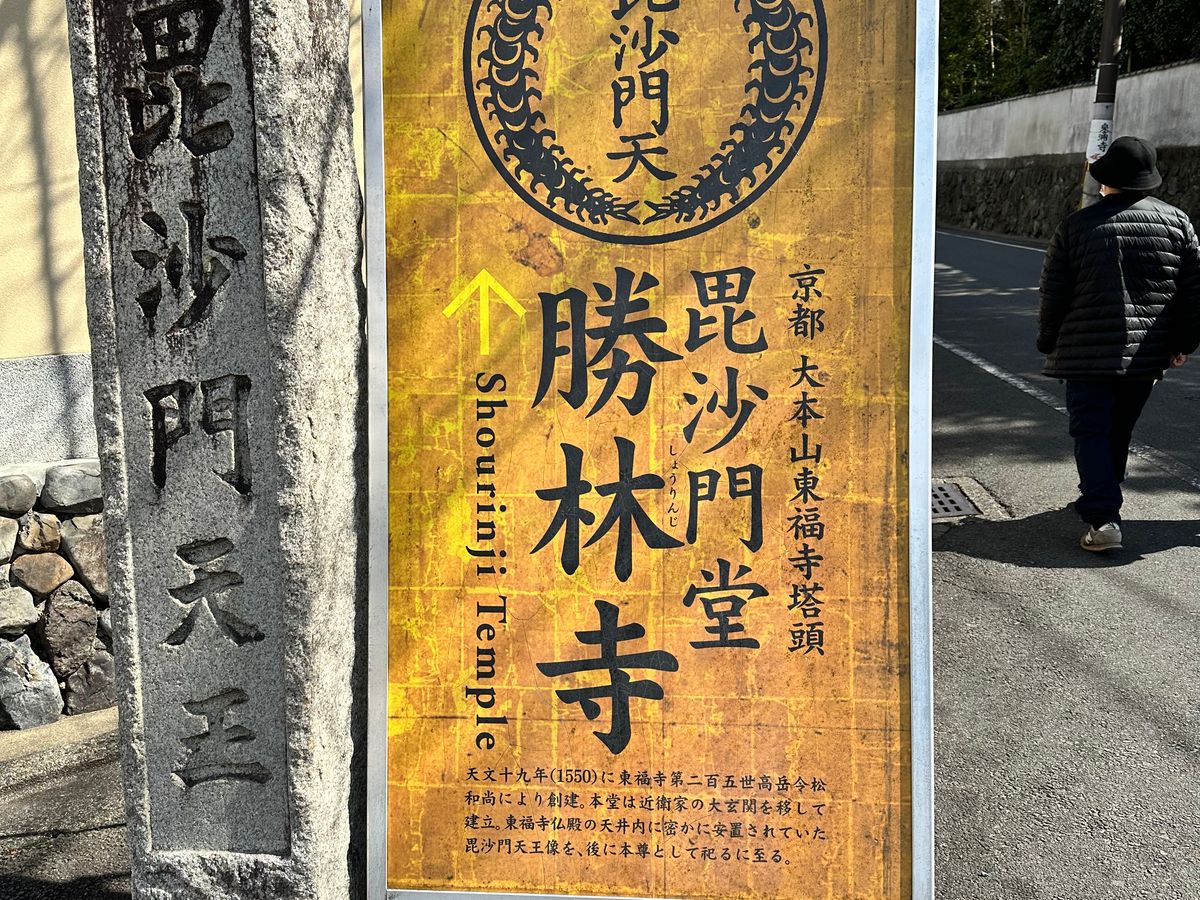 毘沙門天王
毘沙門天
京都 大本山東福寺塔頭
毘沙門堂
勝林寺
しょうりんじ
↑
Shourinji Temple
天文十九年(1550)に東福寺第二百五世高岳令松
和尚により創建。本堂は近衛家の大玄関を移して
建立。東福寺仏殿の天井内に密かに安置されていた
毘沙門天王像を、後に本尊として祀るに至る。